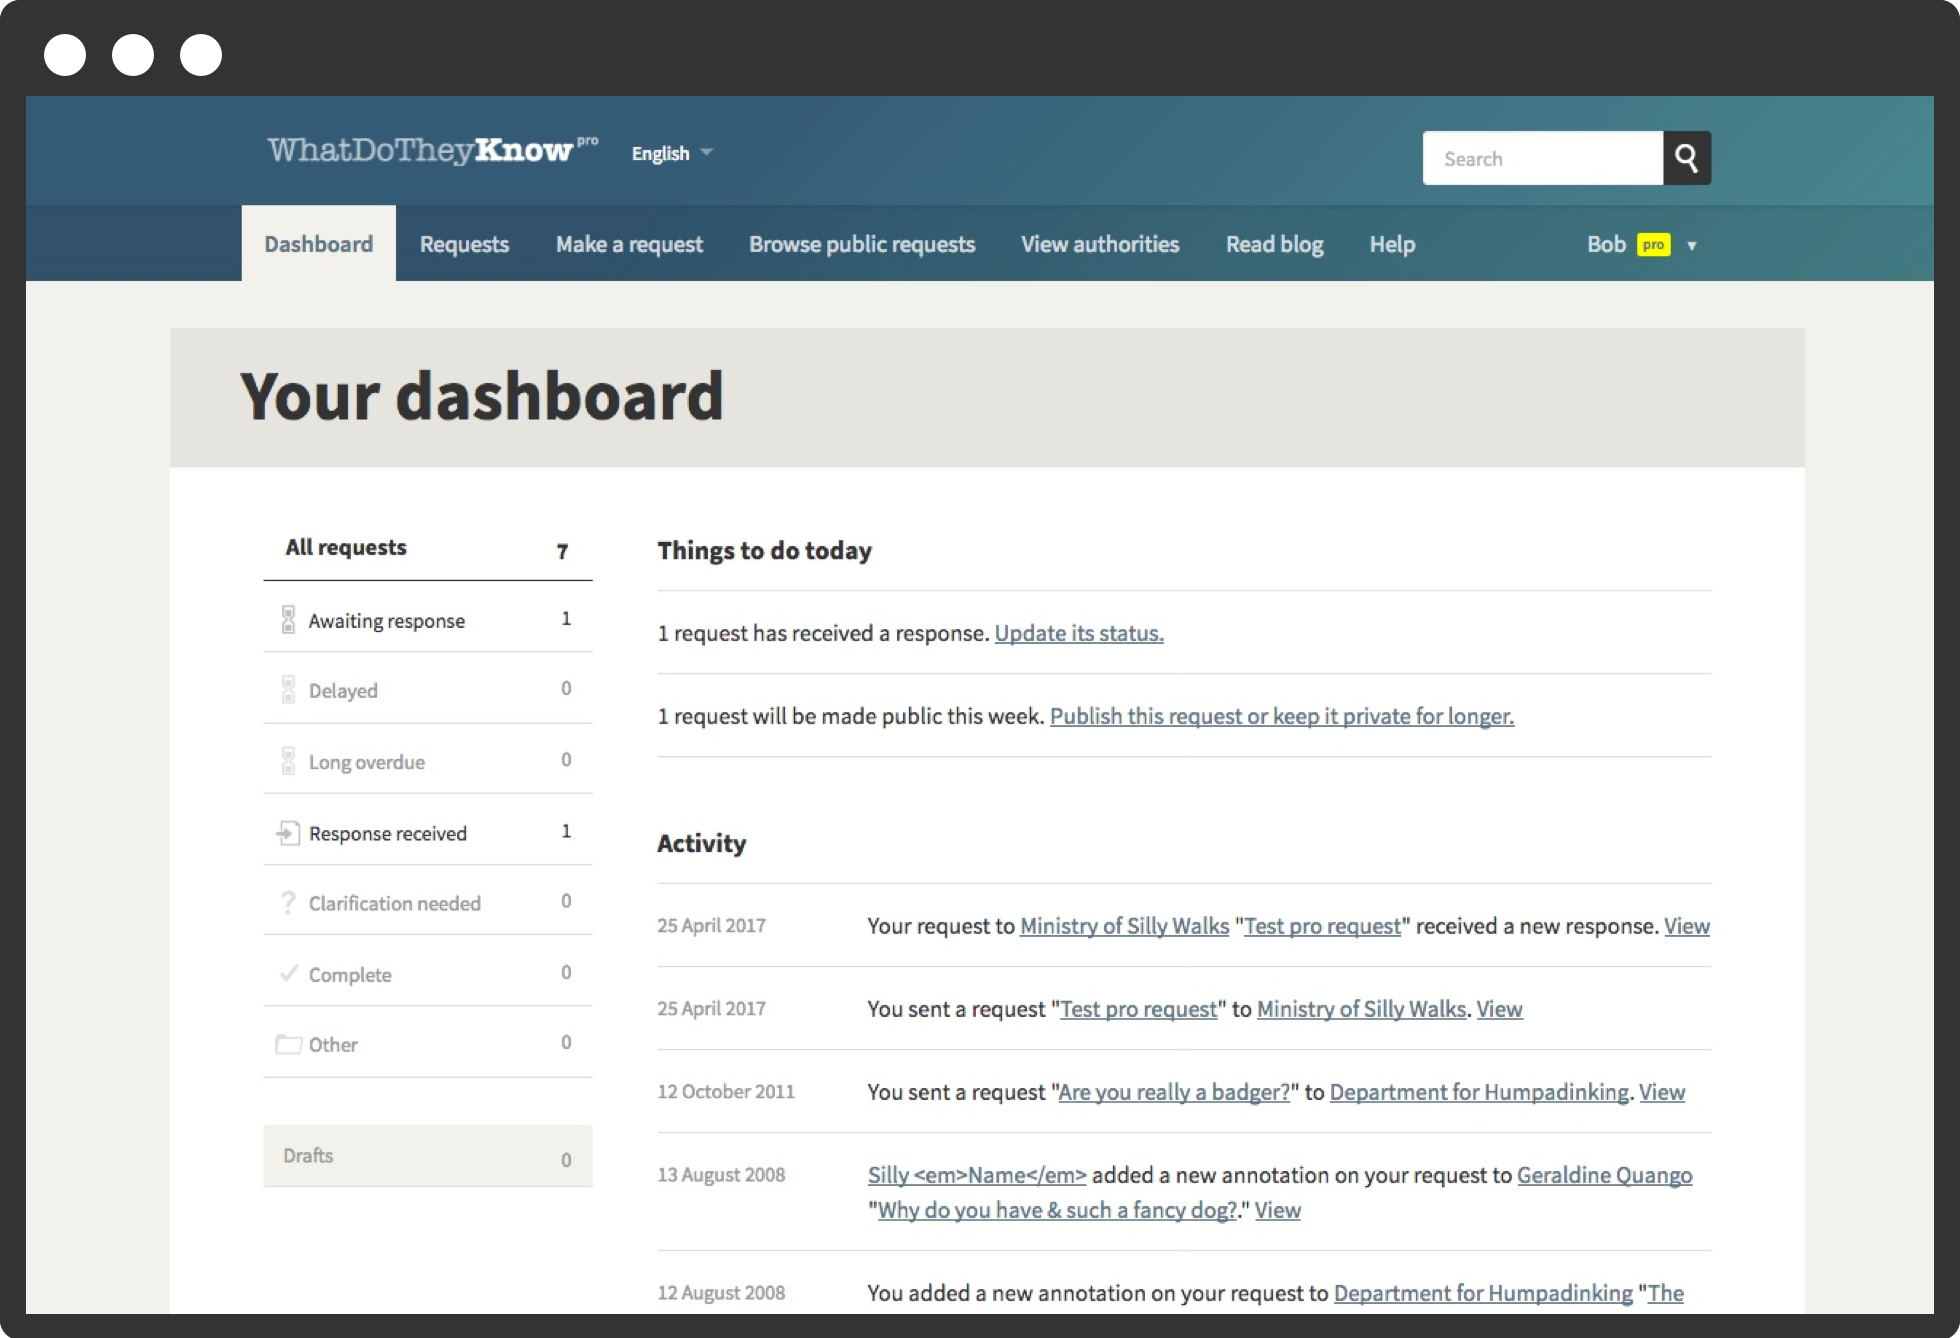 WhatDoTheyKnow pro
English
Search
Dashboard
Requests
Make a request
Browse public requests
View authorities
Read blog
Help
Bob pro
Your dashboard
All requests 7
Awaiting response 1
Delayed 0
Long overdue 0
Response received 1
Clarification needed 0
Complete 0
Other 0
Drafts 0
Things to do today
1 request has received a response. Update its status.
1 request will be made public this week. Publish this request or keep it private for longer.
Activity
25 April 2017 Your request to Ministry of Silly Walks "Test pro request" received a new response. View
25 April 2017 You sent a request "Test pro request" to Ministry of Silly Walks. View
12 October 2011 You sent a request "Are you really a badger?" to Department for Humpadinking. View
13 August 2008 Silly <em>Name</em> added a new annotation on your request to Geraldine Quango
"Why do you have & such a fancy dog?." View
12 August 2008 You added a new annotation on your request to Department for Humpadinking "The